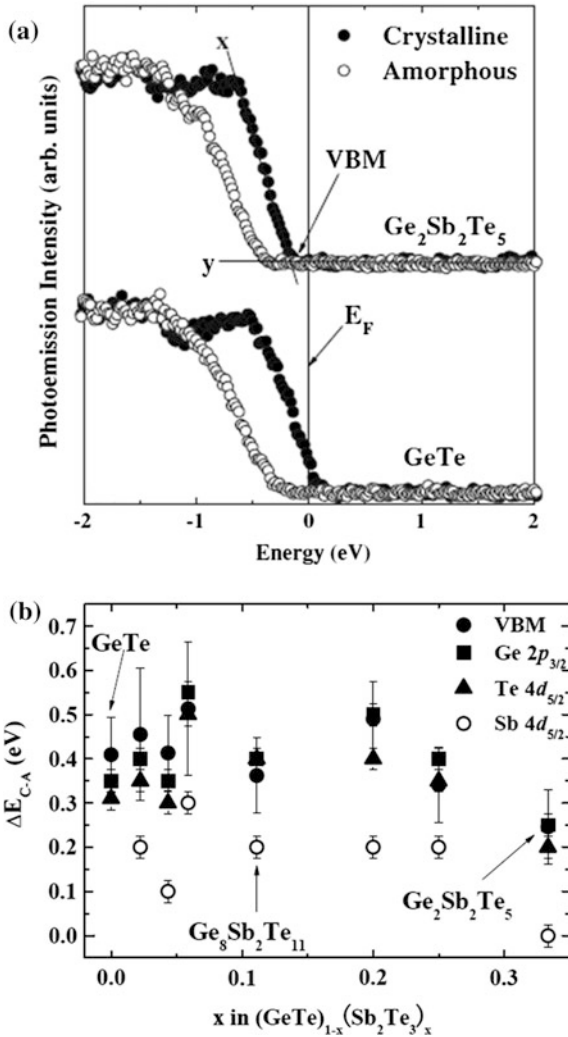 (a)
x
● Crystalline
○ Amorphous
VBM
Ge₂Sb₂Te₅
y
E_F
GeTe
Photoemission Intensity (arb. units)
-2 -1 0 1 2
Energy (eV)
(b)
GeTe
● VBM
■ Ge 2p₃/₂
▲ Te 4d₅/₂
○ Sb 4d₅/₂
0.7
0.6
0.5
0.4
0.3
0.2
0.1
0.0
ΔE_C-A (eV)
Ge₈Sb₂Te₁₁
Ge₂Sb₂Te₅
0.0 0.1 0.2 0.3
x in (GeTe)₁₋ₓ(Sb₂Te₃)ₓ